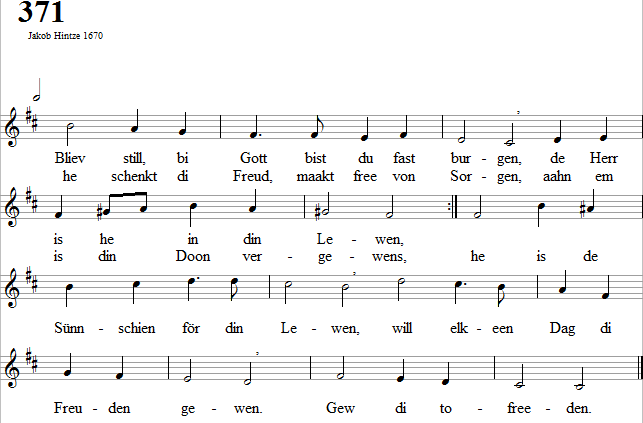 371
Jakob Hintze 1670
Bliev still, bi Gott bist du fast bur - gen, de Herr
he schenkt di Freud, maakt free von Sor - gen, aahn em
is he in din Le - wen,
is din Doon ver - ge - wens, he is de
Sünn - schien för din Le - wen, will elk - een Dag di
Freu - den ge - wen. Gew di to - free - den.